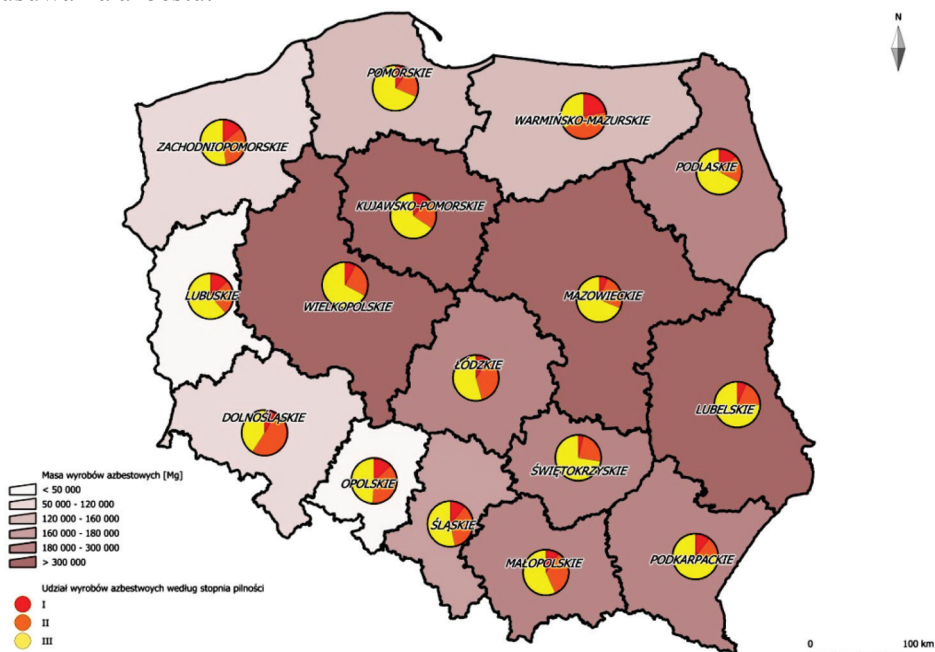 N
POMORSKIE
WARMIŃSKO-MAZURSKIE
ZACHODNIOPOMORSKIE
PODLASKIE
KUJAWSKO-POMORSKIE
LUBUSKIE
WIELKOPOLSKIE
MAZOWIECKIE
ŁÓDZKIE
LUBELSKIE
DOLNOŚLĄSKIE
ŚWIĘTOKRZYSKIE
OPOLSKIE
ŚLĄSKIE
MAŁOPOLSKIE
PODKARPACKIE
Masa wyrobów azbestowych [Mg]
< 50 000
50 000 - 120 000
120 000 - 160 000
160 000 - 180 000
180 000 - 300 000
> 300 000
Udział wyrobów azbestwoych według stopnia pilności
I
II
III
0 100 km